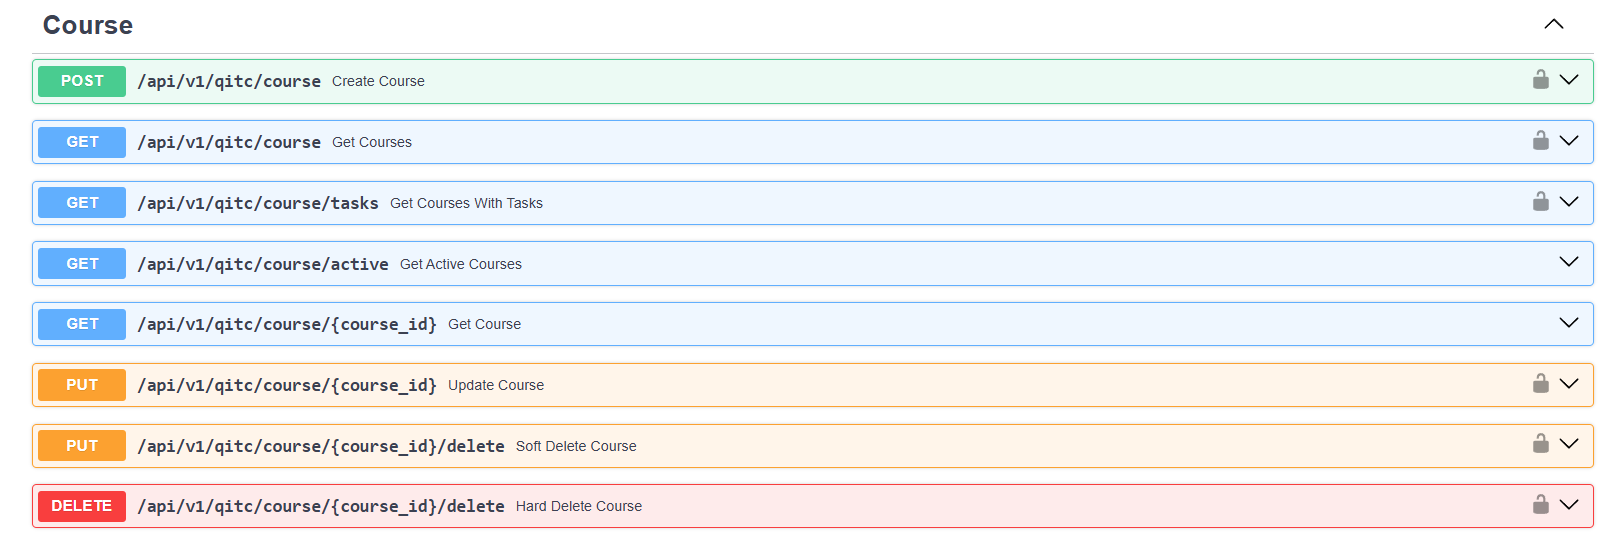 Course
POST /api/v1/qitc/course Create Course
GET /api/v1/qitc/course Get Courses
GET /api/v1/qitc/course/tasks Get Courses With Tasks
GET /api/v1/qitc/course/active Get Active Courses
GET /api/v1/qitc/course/{course_id} Get Course
PUT /api/v1/qitc/course/{course_id} Update Course
PUT /api/v1/qitc/course/{course_id}/delete Soft Delete Course
DELETE /api/v1/qitc/course/{course_id}/delete Hard Delete Course